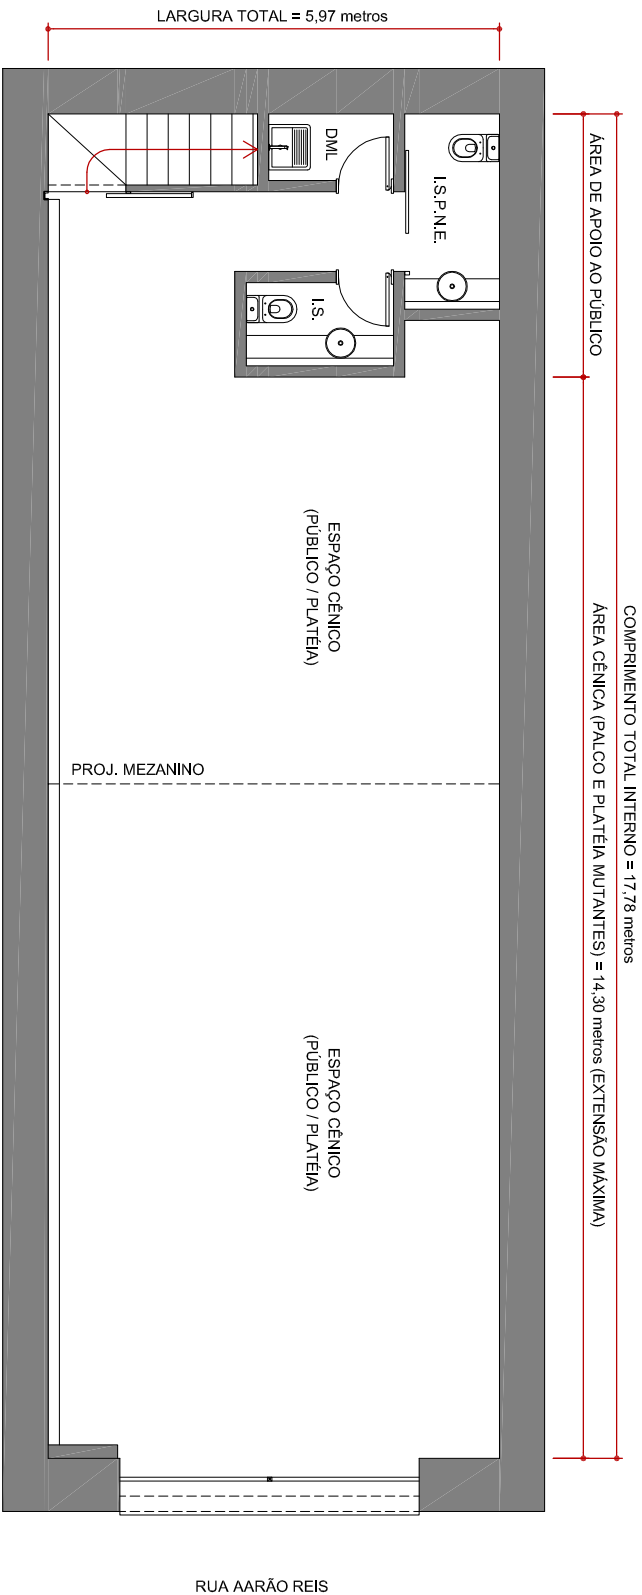 LARGURA TOTAL = 5,97 metros
DML
I.S.P.N.E.
I.S.
ÁREA DE APOIO AO PÚBLICO
COMPRIMENTO TOTAL INTERNO = 17,78 metros
ÁREA CÊNICA (PALCO E PLATÉIA MUTANTES) = 14,30 metros (EXTENSÃO MÁXIMA)
ESPAÇO CÊNICO
(PÚBLICO / PLATÉIA)
PROJ. MEZANINO
ESPAÇO CÊNICO
(PÚBLICO / PLATÉIA)
RUA AARÃO REIS